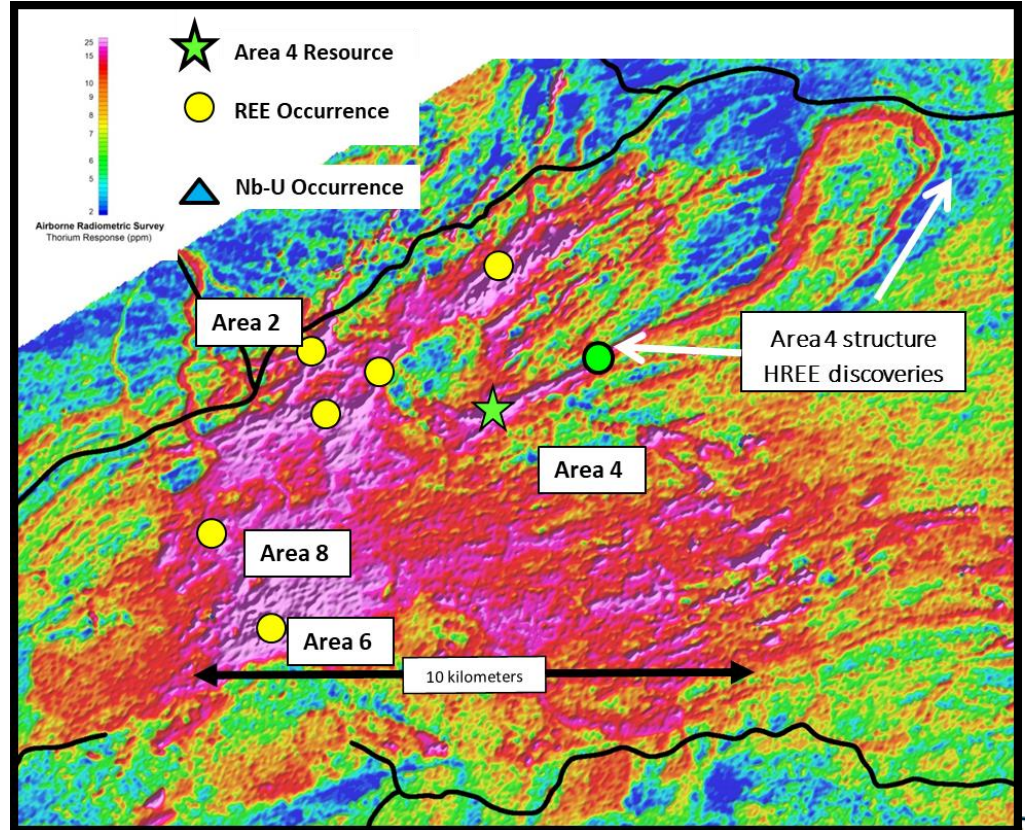 25
15
10
9
8
7
6
5
4
3
2
Airborne Radiometric Survey
Thorium Response (ppm)
Area 4 Resource
REE Occurrence
Nb-U Occurrence
Area 2
Area 4 structure
HREE discoveries
Area 4
Area 8
Area 6
10 kilometers